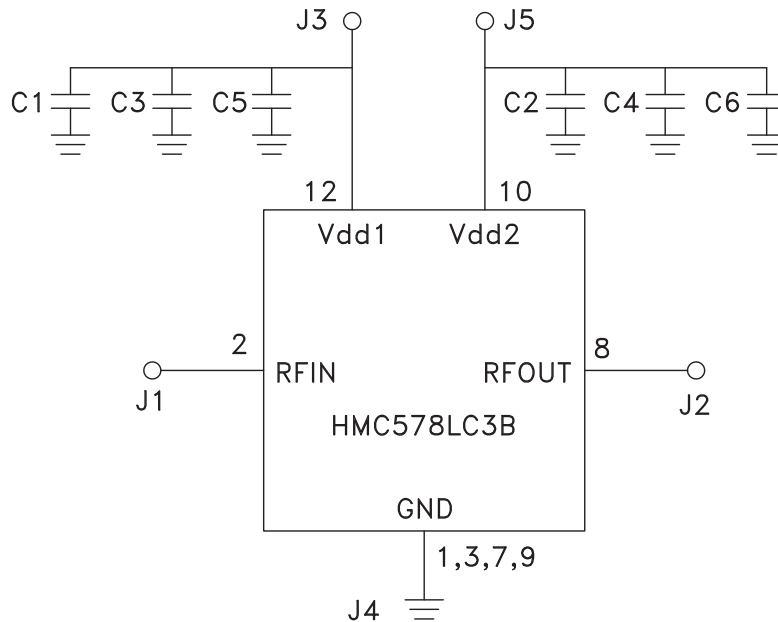 J3
J5
C1
C3
C5
C2
C4
C6
12
10
Vdd1
Vdd2
2
8
RFIN
RFOUT
J1
J2
HMC578LC3B
GND
1,3,7,9
J4